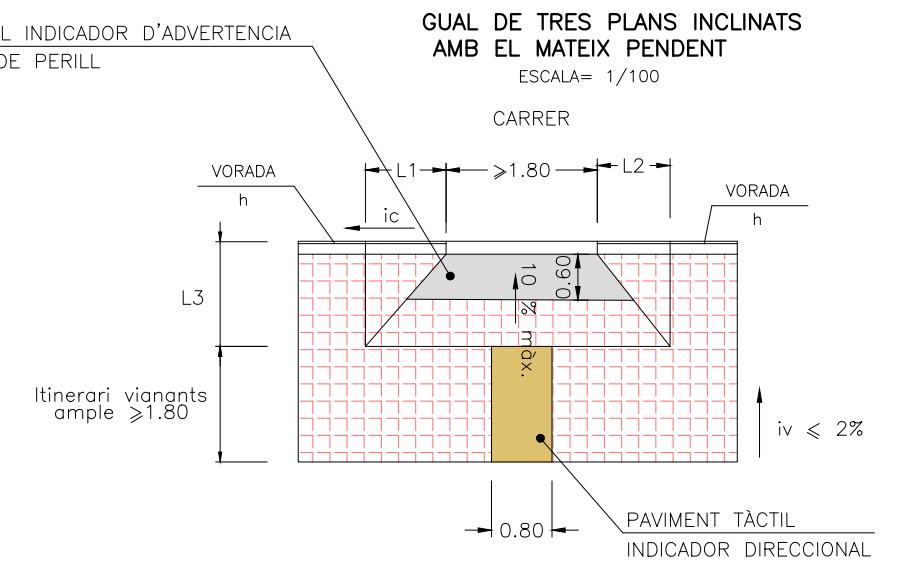 GUAL DE TRES PLANS INCLINATS
AMB EL MATEIX PENDENT
ESCALA= 1/100
L INDICADOR D'ADVERTENCIA
DE PERILL
CARRER
L1
⩾1.80
L2
VORADA
h
VORADA
h
ic
L3
10 % màx.
0.60
Itinerari vianants
ample ⩾1.80
iv ⩽ 2%
0.80
PAVIMENT TÀCTIL
INDICADOR DIRECCIONAL